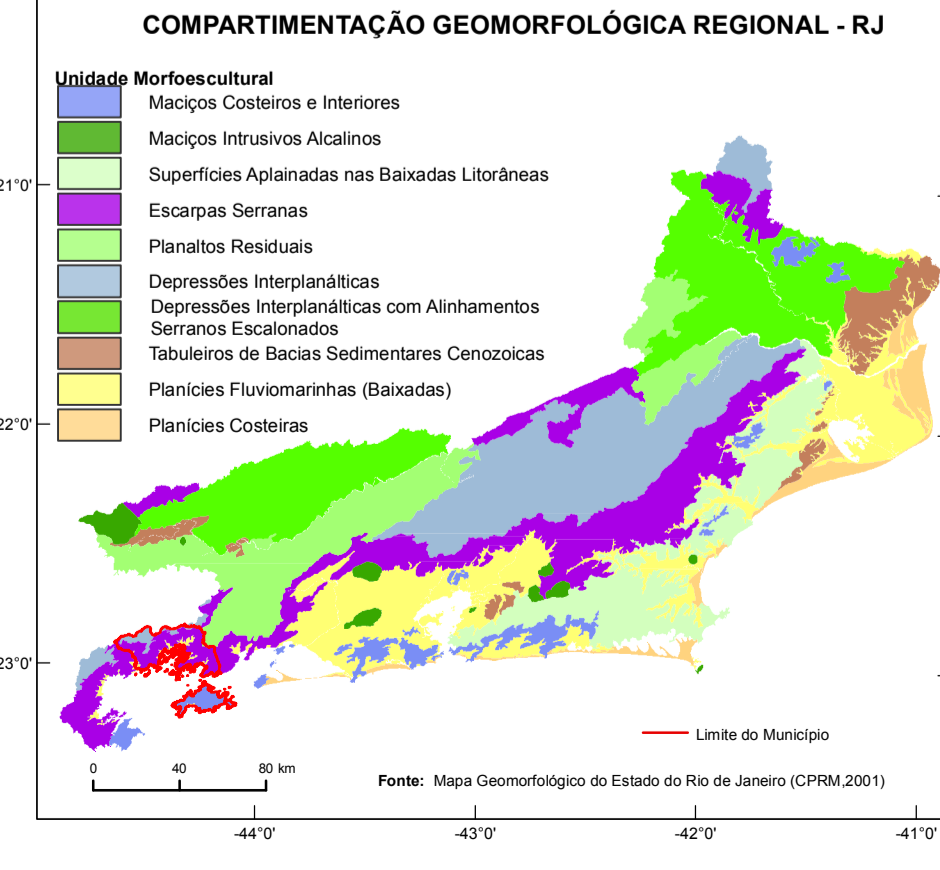 COMPARTIMENTAÇÃO GEOMORFOLÓGICA REGIONAL - RJ
Unidade Morfoescultural
Maciços Costeiros e Interiores
Maciços Intrusivos Alcalinos
Superfícies Aplainadas nas Baixadas Litorâneas
Escarpas Serranas
Planaltos Residuais
Depressões Interplanálticas
Depressões Interplanálticas com Alinhamentos
Serranos Escalonados
Tabuleiros de Bacias Sedimentares Cenozoicas
Planícies Fluviomarinhas (Baixadas)
Planícies Costeiras
21°0'
22°0'
23°0'
Limite do Município
0 40 80 km
Fonte: Mapa Geomorfológico do Estado do Rio de Janeiro (CPRM,2001)
-44°0' -43°0' -42°0' -41°0'